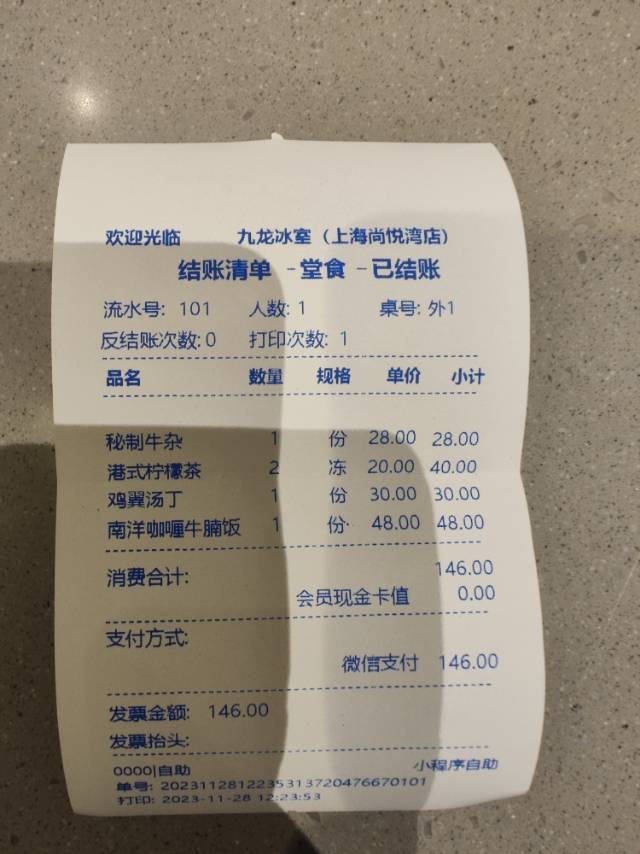 欢迎光临 九龙冰室（上海尚悦湾店）
结账清单 - 堂食 - 已结账
流水号: 101 人数: 1 桌号: 外1
反结账次数:0 打印次数: 1
品名 数量 规格 单价 小计
秘制牛杂 1 份 28.00 28.00
港式柠檬茶 2 冻 20.00 40.00
鸡翼汤丁 1 份 30.00 30.00
南洋咖喱牛腩饭 1 份 48.00 48.00
消费合计: 146.00
会员现金卡值 0.00
支付方式:
微信支付 146.00
发票金额: 146.00
发票抬头:
0000|自助 小程序自助
单号: 20231128122353137204766​70101
打印: 2023-11-28 12:23:53